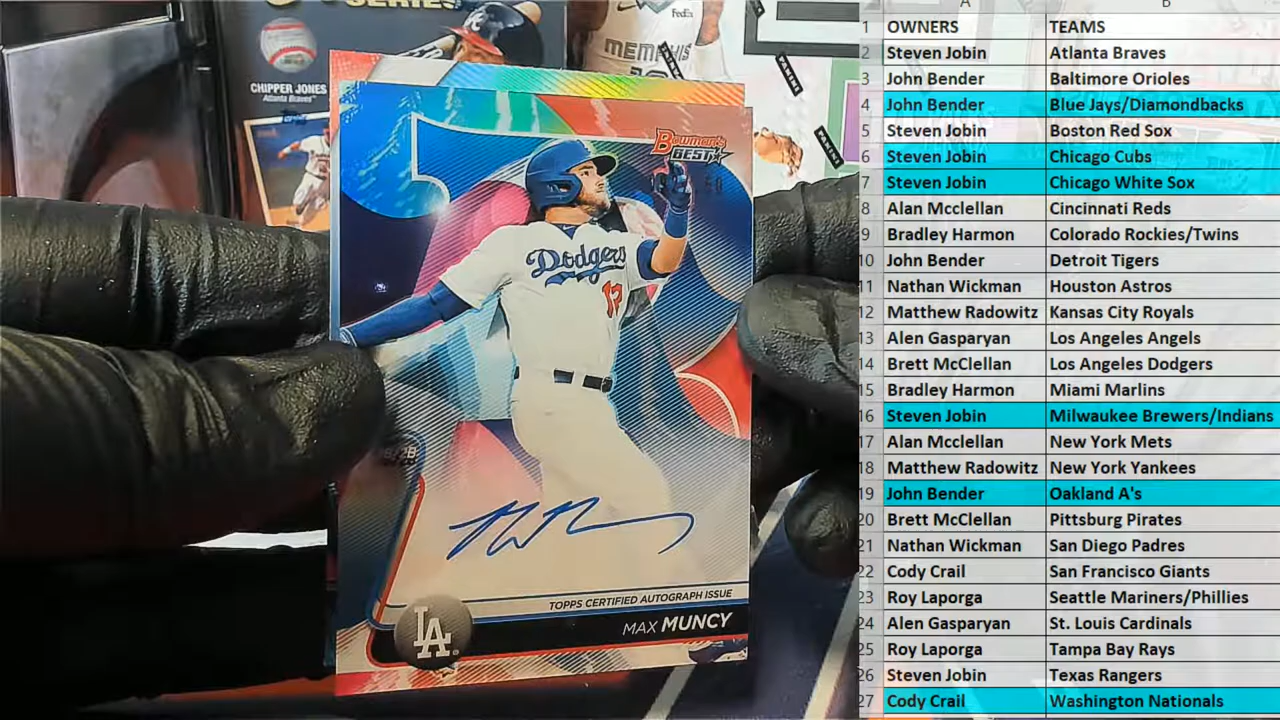 SERIES
CHIPPER JONES
Atlanta Braves
FedEx
MEMPHIS
PANINI
PANINI
PANINI
Bowman's
BEST
Dodgers
13
TOPPS CERTIFIED AUTOGRAPH ISSUE
MAX MUNCY
LA
A B
1 OWNERS TEAMS
2 Steven Jobin Atlanta Braves
3 John Bender Baltimore Orioles
4 John Bender Blue Jays/Diamondbacks
5 Steven Jobin Boston Red Sox
6 Steven Jobin Chicago Cubs
7 Steven Jobin Chicago White Sox
8 Alan Mcclellan Cincinnati Reds
9 Bradley Harmon Colorado Rockies/Twins
10 John Bender Detroit Tigers
11 Nathan Wickman Houston Astros
12 Matthew Radowitz Kansas City Royals
13 Alen Gasparyan Los Angeles Angels
14 Brett McClellan Los Angeles Dodgers
15 Bradley Harmon Miami Marlins
16 Steven Jobin Milwaukee Brewers/Indians
17 Alan Mcclellan New York Mets
18 Matthew Radowitz New York Yankees
19 John Bender Oakland A's
20 Brett McClellan Pittsburg Pirates
21 Nathan Wickman San Diego Padres
22 Cody Crail San Francisco Giants
23 Roy Laporga Seattle Mariners/Phillies
24 Alen Gasparyan St. Louis Cardinals
25 Roy Laporga Tampa Bay Rays
26 Steven Jobin Texas Rangers
27 Cody Crail Washington Nationals